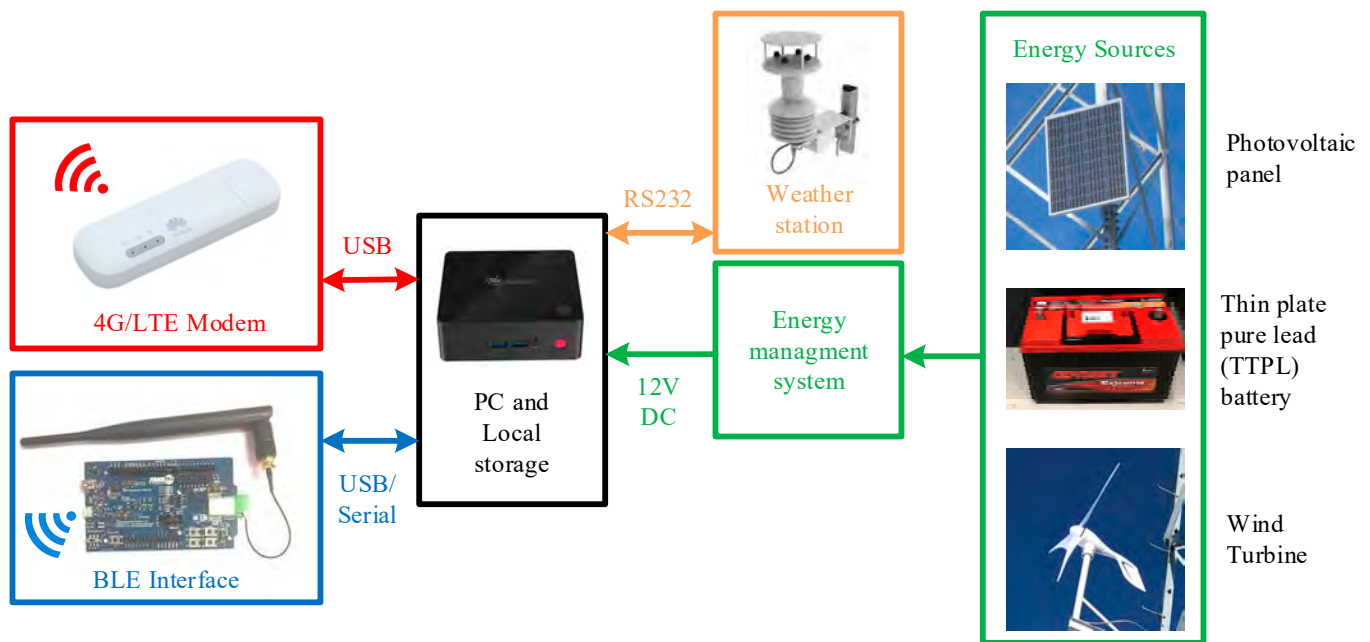 4G/LTE Modem
USB
BLE Interface
USB/
Serial
PC and
Local
storage
RS232
Weather
station
12V
DC
Energy
managment
system
Energy Sources
Photovoltaic
panel
Thin plate
pure lead
(TTPL)
battery
Wind
Turbine